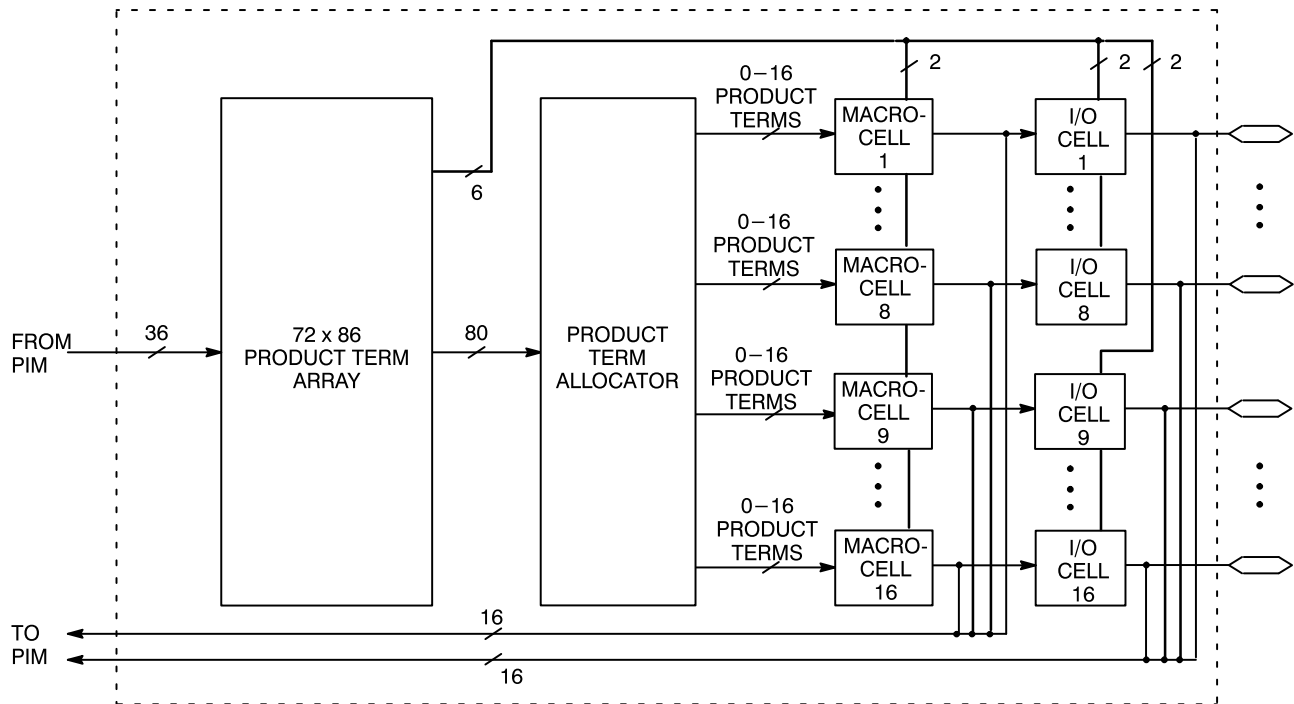 2
2
2
0–16
PRODUCT
TERMS
MACRO-
CELL
1
I/O
CELL
1
6
0–16
PRODUCT
TERMS
MACRO-
CELL
8
I/O
CELL
8
FROM
PIM
36
72 x 86
PRODUCT TERM
ARRAY
80
PRODUCT
TERM
ALLOCATOR
0–16
PRODUCT
TERMS
MACRO-
CELL
9
I/O
CELL
9
0–16
PRODUCT
TERMS
MACRO-
CELL
16
I/O
CELL
16
TO
PIM
16
16